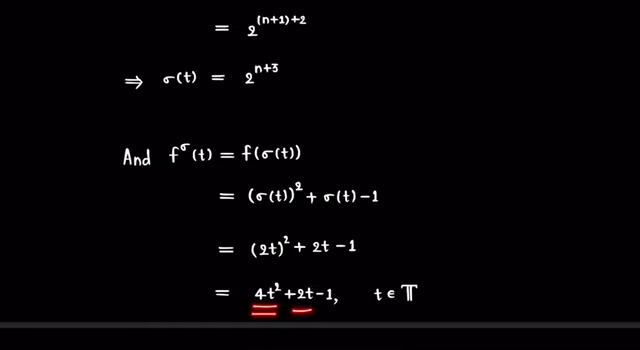 = 2^{(n+1)+2}
⇒ σ(t) = 2^{n+3}
And f^σ(t) = f(σ(t))
= (σ(t))² + σ(t) - 1
= (2t)² + 2t - 1
= 4t² + 2t - 1, t ∈ 𝕋